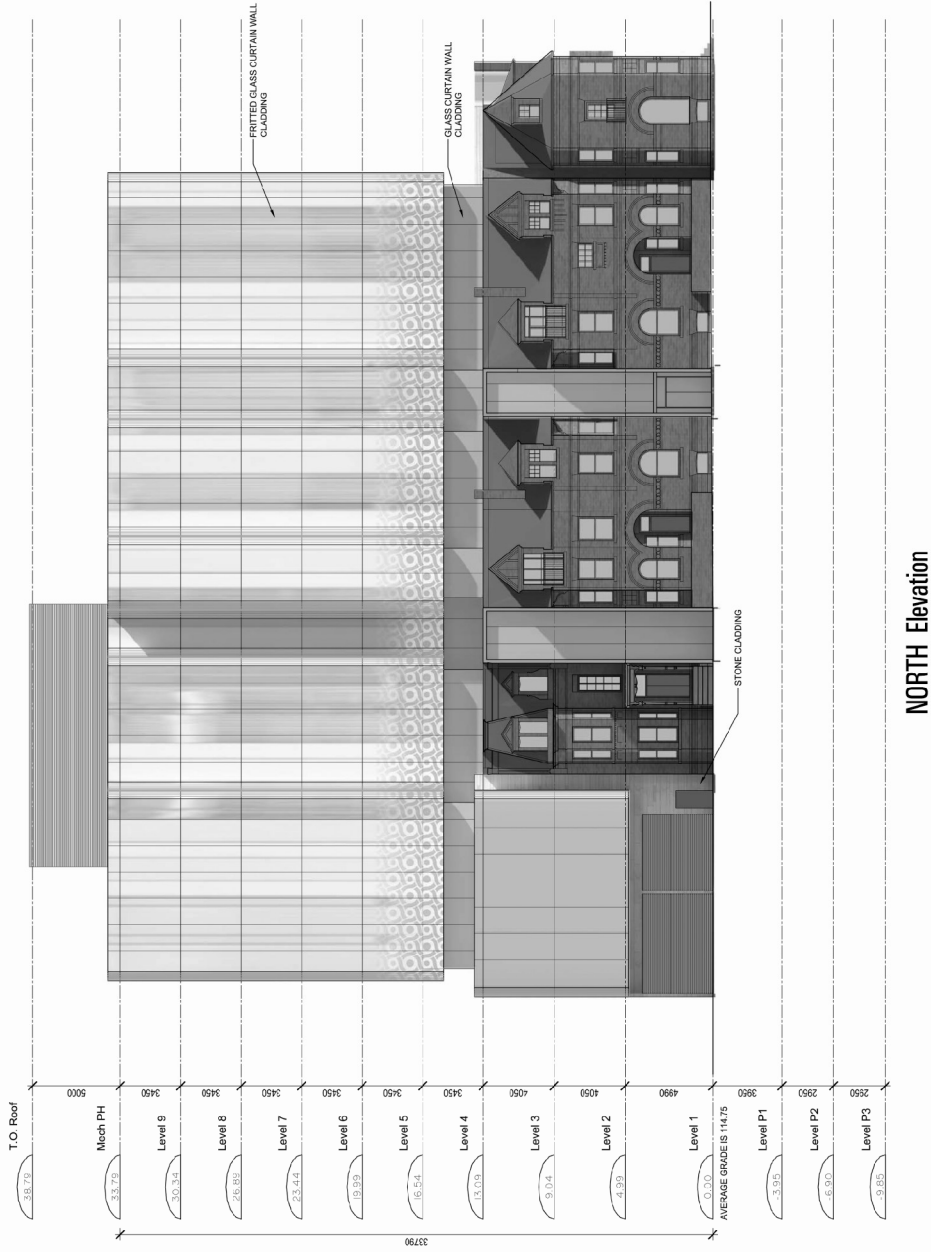 T.O. Roof
38.79
5000
Mech PH
33.79
3450
Level 9
30.34
3450
Level 8
26.89
3450
Level 7
23.44
3450
Level 6
19.99
3450
Level 5
16.54
3450
Level 4
13.09
4050
Level 3
9.04
4050
Level 2
4.99
4990
Level 1
0.00
AVERAGE GRADE IS 114.75
3950
Level P1
-3.95
2950
Level P2
-6.90
2950
Level P3
-9.85
33790
FRITTED GLASS CURTAIN WALL
CLADDING
GLASS CURTAIN WALL
CLADDING
STONE CLADDING
NORTH Elevation